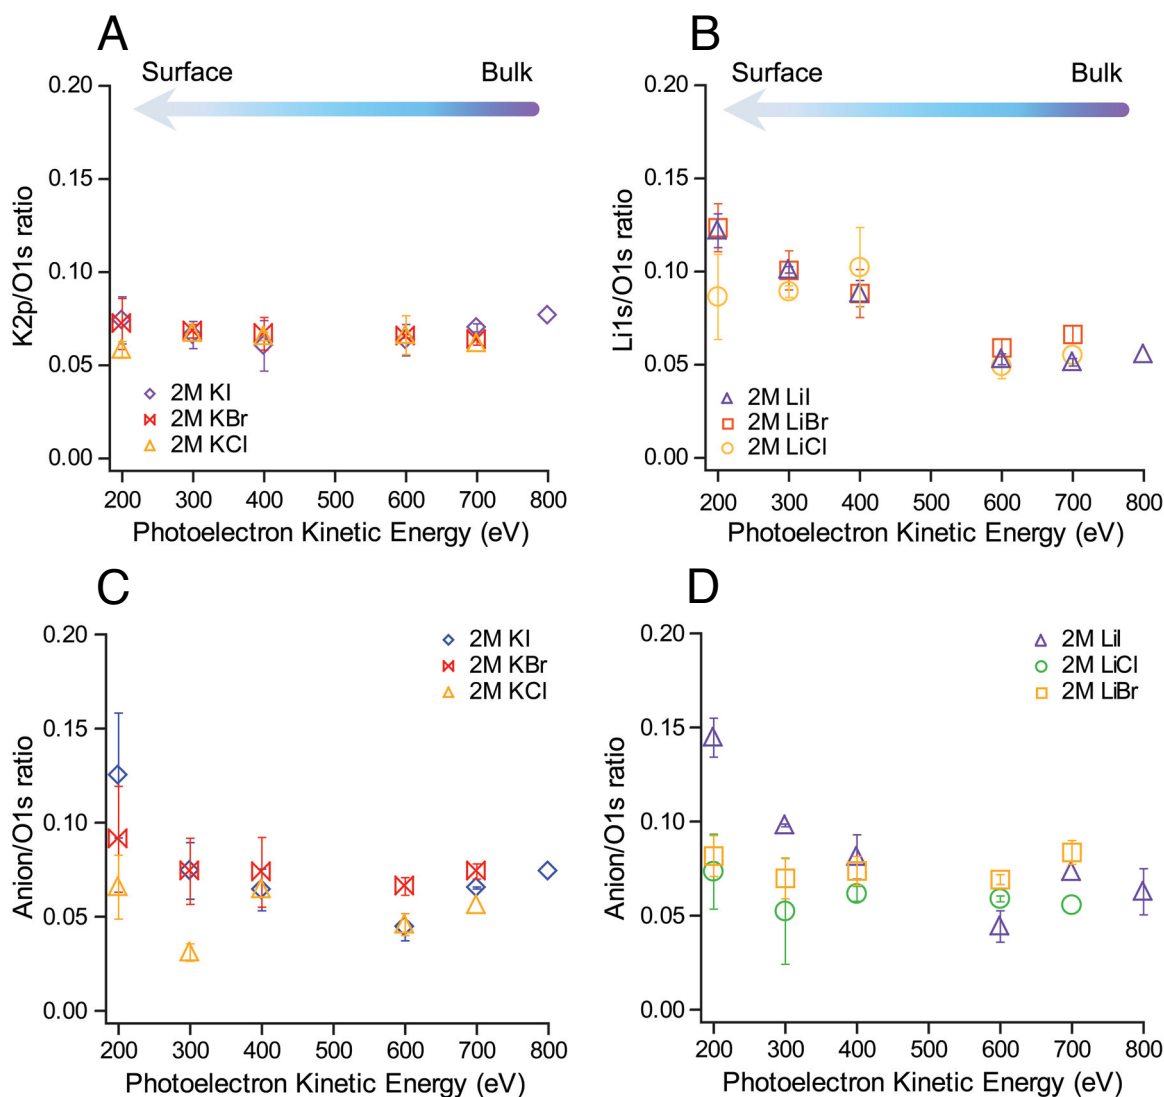 A
Surface Bulk
0.20
0.15
0.10
0.05
0.00
K2p/O1s ratio
2M KI
2M KBr
2M KCl
200 300 400 500 600 700 800
Photoelectron Kinetic Energy (eV)
B
Surface Bulk
0.20
0.15
0.10
0.05
0.00
Li1s/O1s ratio
2M LiI
2M LiBr
2M LiCl
200 300 400 500 600 700 800
Photoelectron Kinetic Energy (eV)
C
0.20
0.15
0.10
0.05
0.00
Anion/O1s ratio
2M KI
2M KBr
2M KCl
200 300 400 500 600 700 800
Photoelectron Kinetic Energy (eV)
D
0.20
0.15
0.10
0.05
0.00
Anion/O1s ratio
2M LiI
2M LiCl
2M LiBr
200 300 400 500 600 700 800
Photoelectron Kinetic Energy (eV)